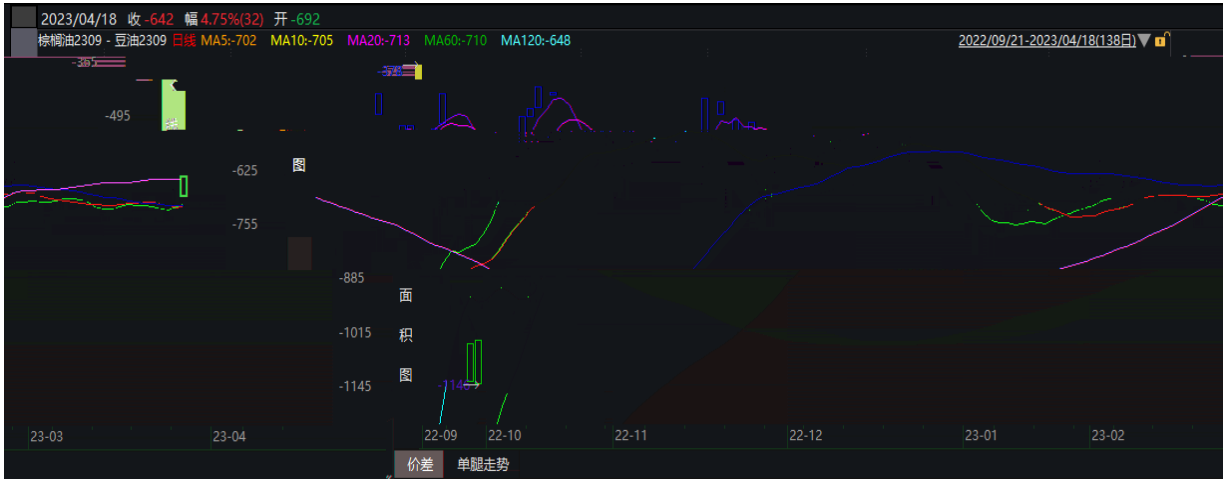 2023/04/18 收-642 幅4.75%(32) 开-692
棕榈油2309 - 豆油2309 日线 MA5:-702 MA10:-705 MA20:-713 MA60:-710 MA120:-648 2022/09/21-2023/04/18(138日)
-365
-495
-625 图
-755
-885
面
-1015 积
-1145 图
23-03 23-04 22-09 22-10 22-11 22-12 23-01 23-02
价差 单腿走势